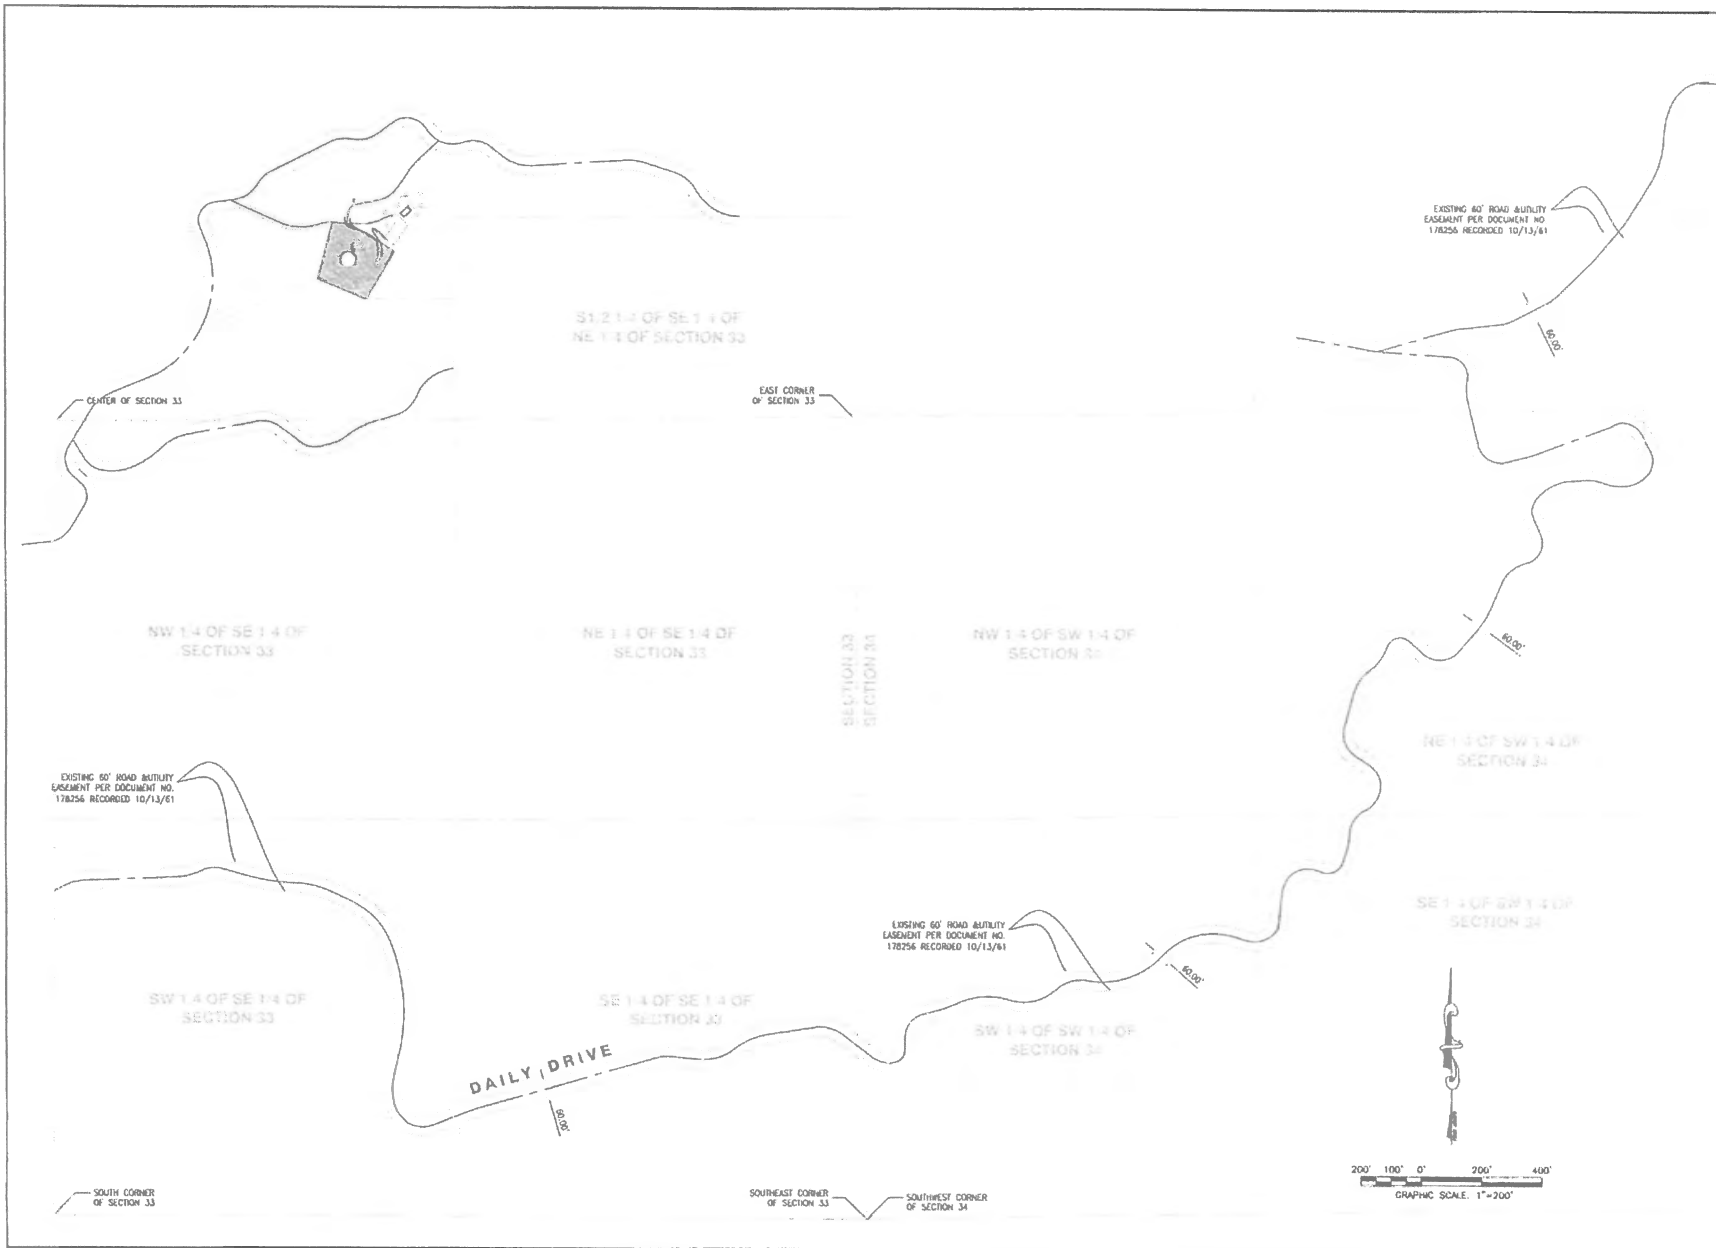 EXISTING 60' ROAD &UTILITY
EASEMENT PER DOCUMENT NO.
178256 RECORDED 10/13/61
60.00'
S1/2 1/4 OF SE 1/4 OF
NE 1/4 OF SECTION 33
CENTER OF SECTION 33
EAST CORNER
OF SECTION 33
NW 1/4 OF SE 1/4 OF
SECTION 33
NE 1/4 OF SE 1/4 OF
SECTION 33
SECTION 33
SECTION 34
NW 1/4 OF SW 1/4 OF
SECTION 34
60.00'
NE 1/4 OF SW 1/4 OF
SECTION 34
EXISTING 60' ROAD &UTILITY
EASEMENT PER DOCUMENT NO.
178256 RECORDED 10/13/61
SE 1/4 OF SW 1/4 OF
SECTION 34
EXISTING 60' ROAD &UTILITY
EASEMENT PER DOCUMENT NO.
178256 RECORDED 10/13/61
60.00'
SW 1/4 OF SE 1/4 OF
SECTION 33
SE 1/4 OF SE 1/4 OF
SECTION 33
SW 1/4 OF SW 1/4 OF
SECTION 34
DAILY DRIVE
60.00'
200' 100' 0' 200' 400'
GRAPHIC SCALE: 1"=200'
SOUTH CORNER
OF SECTION 33
SOUTHEAST CORNER
OF SECTION 33
SOUTHWEST CORNER
OF SECTION 34